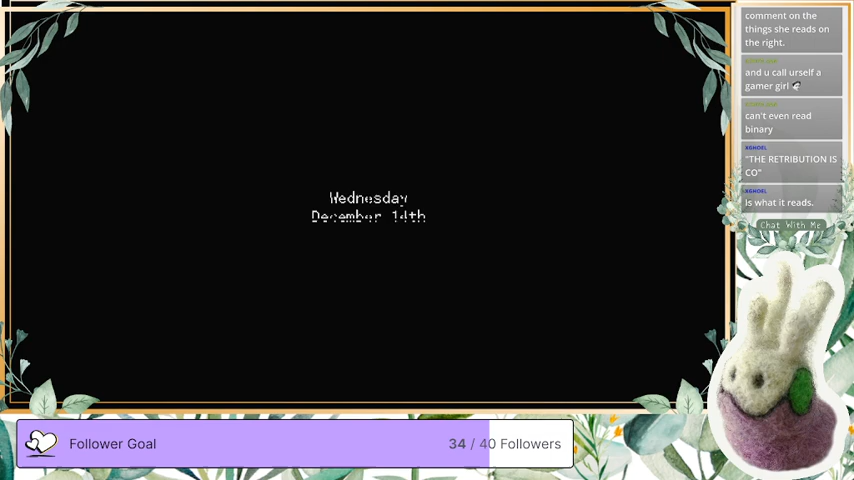 Wednesday
December 14th
comment on the
things she reads on
the right.
and u call urself a
gamer girl
can't even read
binary
XGHOEL
"THE RETRIBUTION IS
CO"
XGHOEL
Is what it reads.
Chat With Me
Follower Goal
34 / 40 Followers